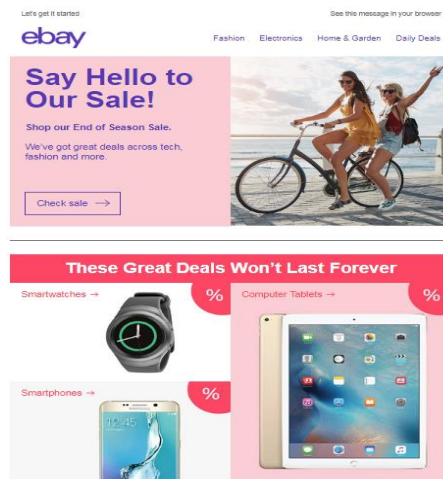 Let's get it started
See this message in your browser
ebay
Fashion Electronics Home & Garden Daily Deals
Say Hello to
Our Sale!
Shop our End of Season Sale.
We've got great deals across tech,
fashion and more.
Check sale →
These Great Deals Won't Last Forever
Smartwatches →
%
Computer Tablets →
%
Smartphones →
%
12:45